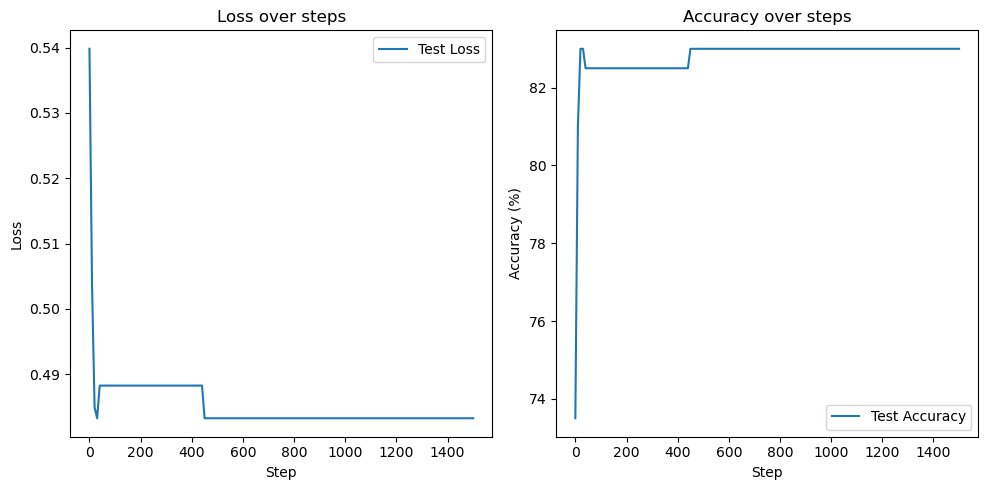 Loss over steps
Test Loss
0.54
0.53
0.52
0.51
0.50
0.49
Loss
0 200 400 600 800 1000 1200 1400
Step
Accuracy over steps
Test Accuracy
82
80
78
76
74
Accuracy (%)
0 200 400 600 800 1000 1200 1400
Step